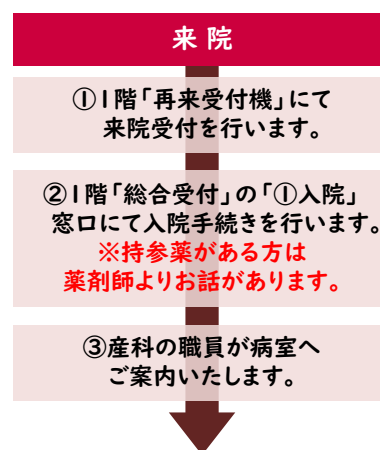 来院
①1階「再来受付機」にて
来院受付を行います。
②1階「総合受付」の「①入院」
窓口にて入院手続きを行います。
※持参薬がある方は
薬剤師よりお話があります。
③産科の職員が病室へ
ご案内いたします。